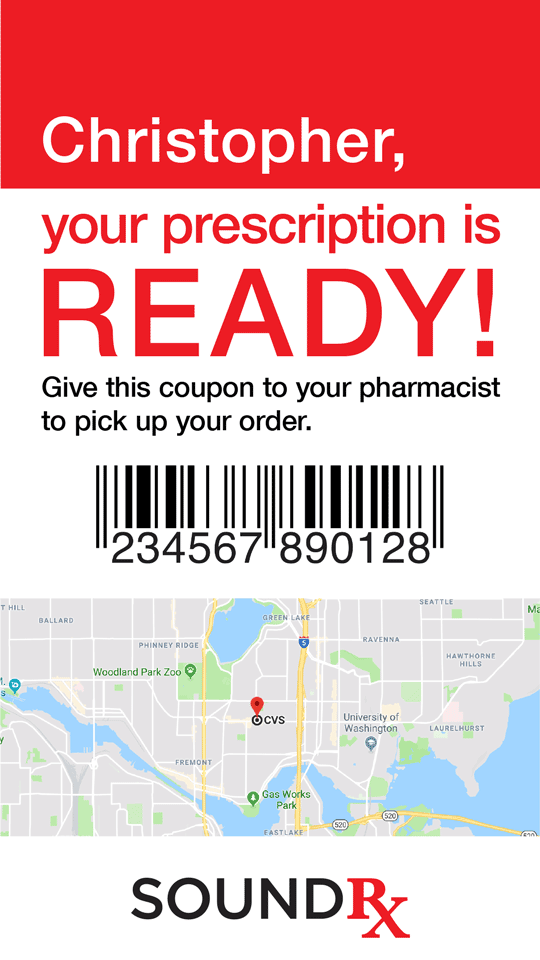 Christopher,
your prescription is
READY!
Give this coupon to your pharmacist
to pick up your order.
234567 890128
T HILL
SEATTLE
Ma
BALLARD
GREEN LAKE
5
PHINNEY RIDGE
RAVENNA
HAWTHORNE
HILLS
Woodland Park Zoo
M.
s
CVS
University of
Washington
LAURELHURST
y
FREMONT
Gas Works
Park
520
520
520
EASTLAKE
SOUNDRx